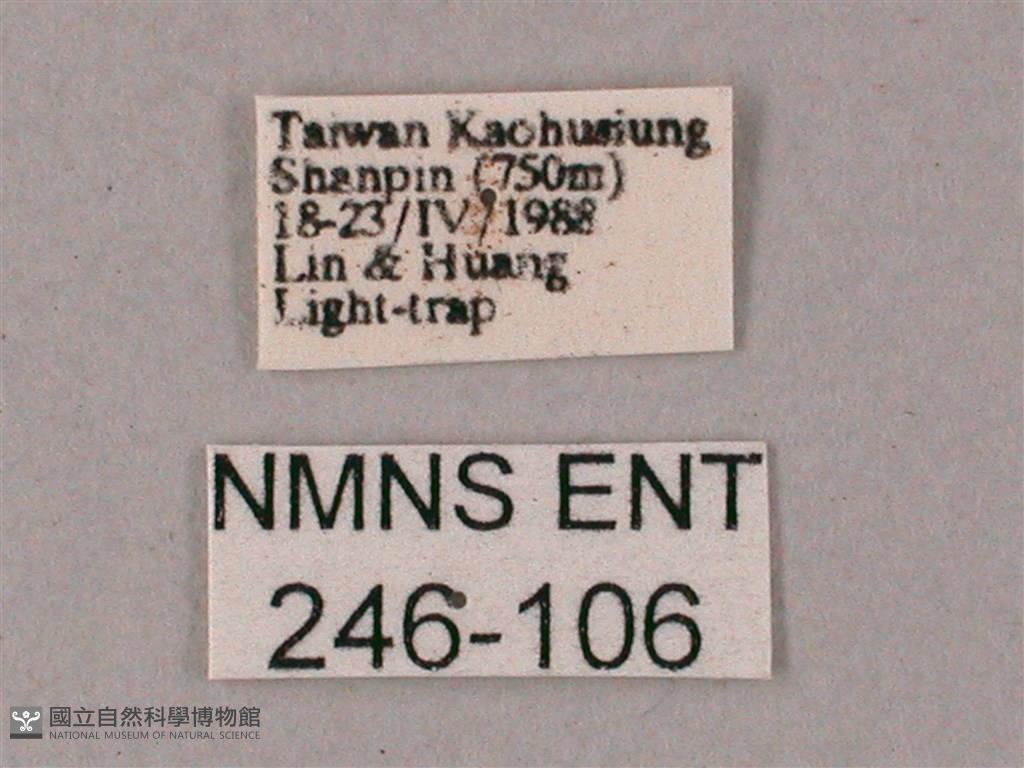 Taiwan Kaohusiung
Shanpin (750m)
18-23/IV/1988
Lin & Huang
Light-trap
NMNS ENT
246-106
國立自然科學博物館
NATIONAL MUSEUM OF NATURAL SCIENCE